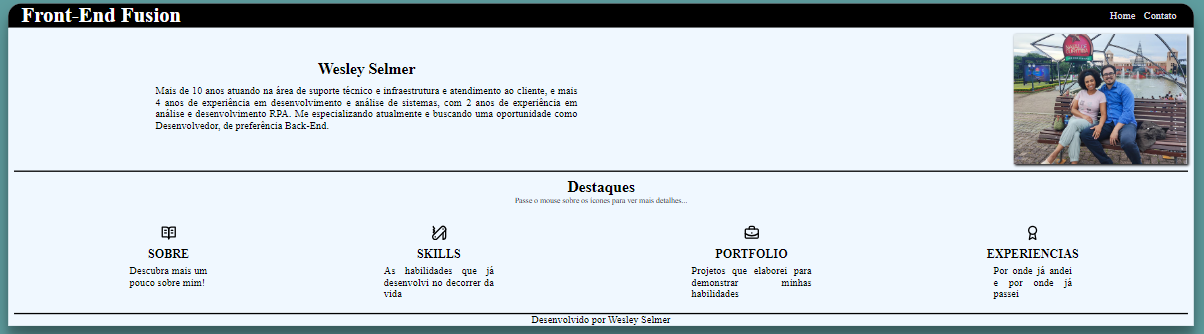 Front-End Fusion
Home Contato
Wesley Selmer
Mais de 10 anos atuando na área de suporte técnico e infraestrutura e atendimento ao cliente, e mais
4 anos de experiência em desenvolvimento e análise de sistemas, com 2 anos de experiência em
análise e desenvolvimento RPA. Me especializando atualmente e buscando uma oportunidade como
Desenvolvedor, de preferência Back-End.
Destaques
Passe o mouse sobre os ícones para ver mais detalhes...
SOBRE
Descubra mais um
pouco sobre mim!
SKILLS
As habilidades que já
desenvolvi no decorrer da
vida
PORTFOLIO
Projetos que elaborei para
demonstrar minhas
habilidades
EXPERIENCIAS
Por onde já andei
e por onde já
passei
Desenvolvido por Wesley Selmer